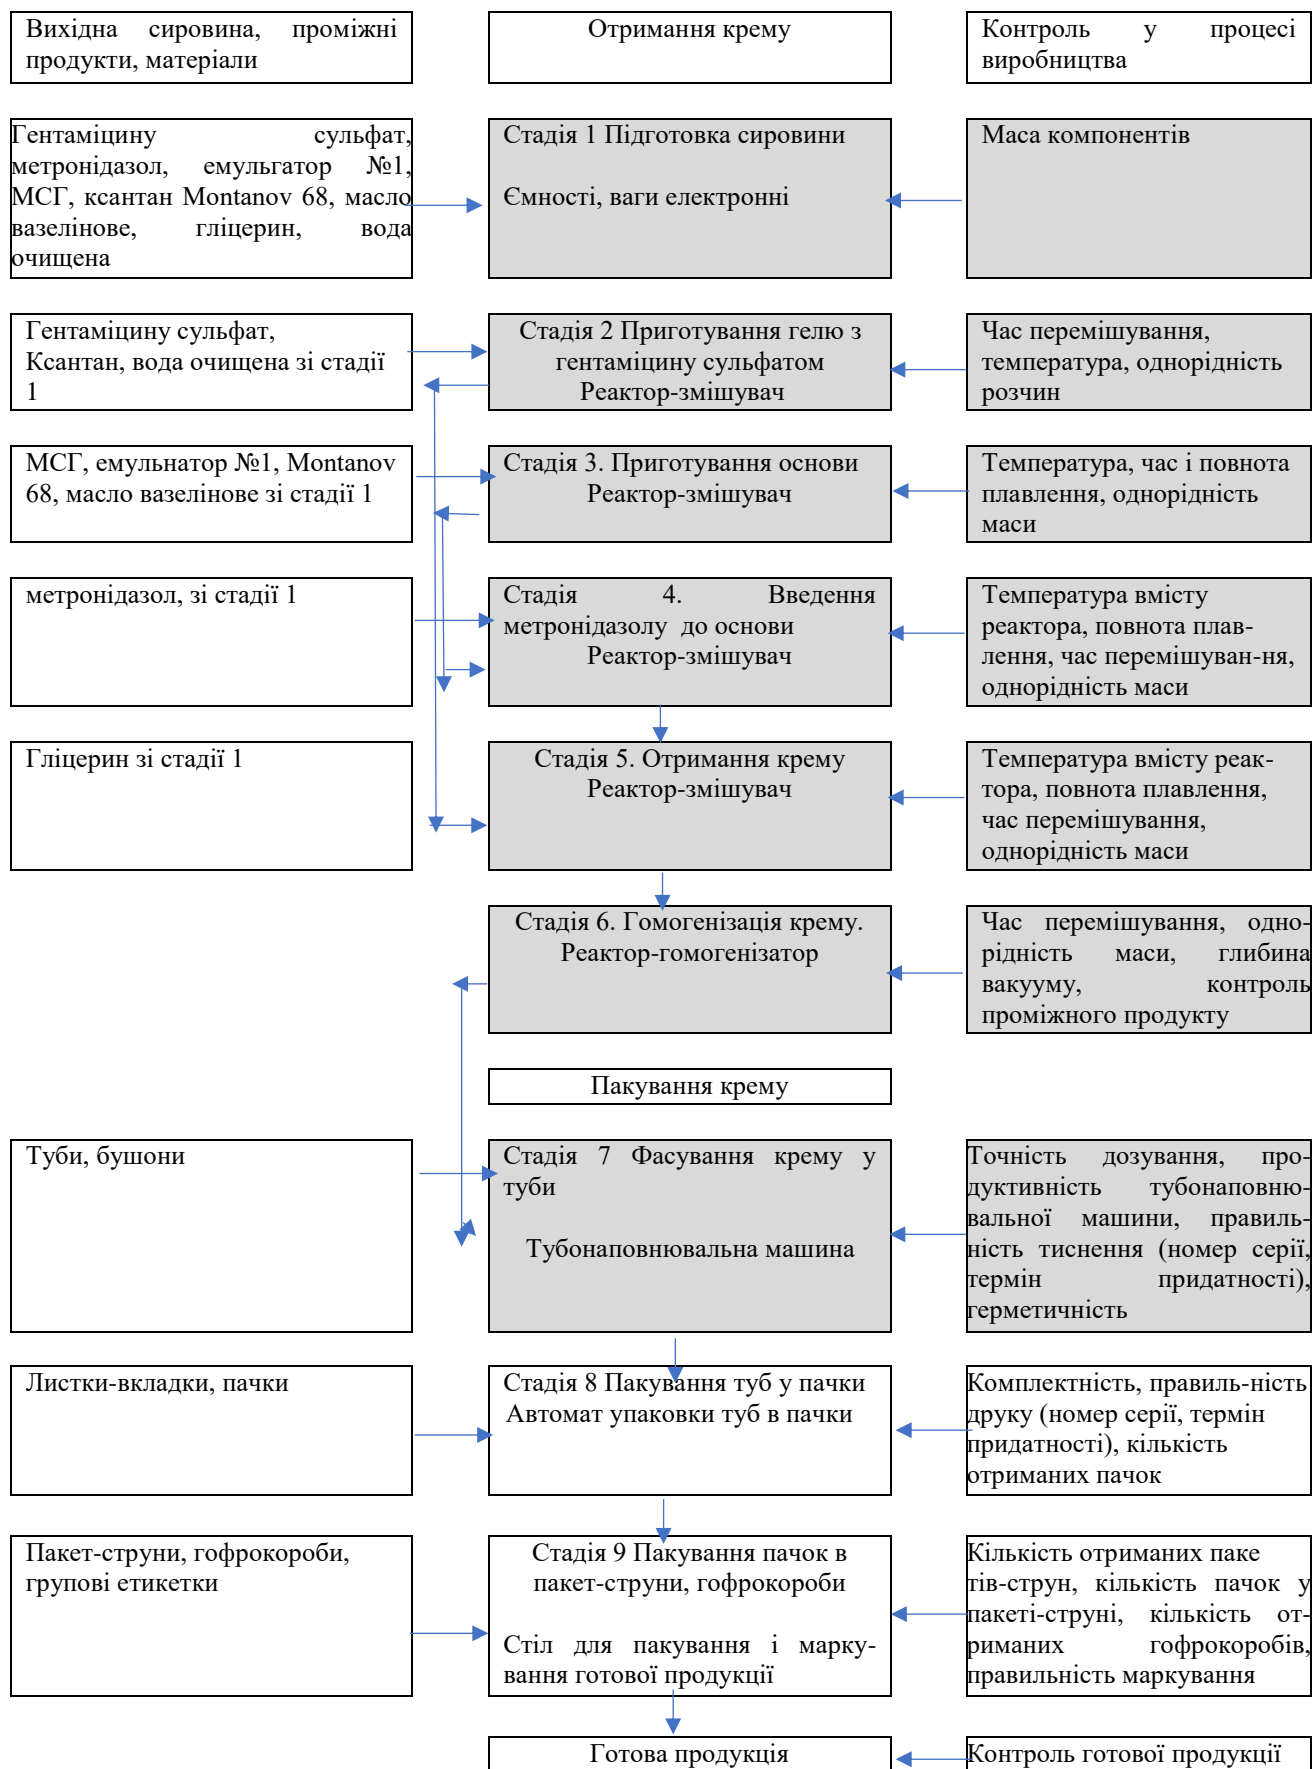 Вихідна сировина, проміжні
продукти, матеріали
Отримання крему
Контроль у процесі
виробництва
Гентаміцину сульфат,
метронідазол, емульгатор №1,
МСГ, ксантан Montanov 68, масло
вазелінове, гліцерин, вода
очищена
Стадія 1 Підготовка сировини
Ємності, ваги електронні
Маса компонентів
Гентаміцину сульфат,
Ксантан, вода очищена зі стадії
1
Стадія 2 Приготування гелю з
гентаміцину сульфатом
Реактор-змішувач
Час перемішування,
температура, однорідність
розчин
МСГ, емульнатор №1, Montanov
68, масло вазелінове зі стадії 1
Стадія 3. Приготування основи
Реактор-змішувач
Температура, час і повнота
плавлення, однорідність
маси
метронідазол, зі стадії 1
Стадія 4. Введення
метронідазолу до основи
Реактор-змішувач
Температура вмісту
реактора, повнота плав-
лення, час перемішуван-ня,
однорідність маси
Гліцерин зі стадії 1
Стадія 5. Отримання крему
Реактор-змішувач
Температура вмісту реак-
тора, повнота плавлення,
час перемішування,
однорідність маси
Стадія 6. Гомогенізація крему.
Реактор-гомогенізатор
Час перемішування, одно-
рідність маси, глибина
вакууму, контроль
проміжного продукту
Пакування крему
Туби, бушони
Стадія 7 Фасування крему у
туби
Тубонаповнювальна машина
Точність дозування, про-
дуктивність тубонаповню-
вальної машини, правиль-
ність тиснення (номер серії,
термін придатності),
герметичність
Листки-вкладки, пачки
Стадія 8 Пакування туб у пачки
Автомат упаковки туб в пачки
Комплектність, правиль-ність
друку (номер серії, термін
придатності), кількість
отриманих пачок
Пакет-струни, гофрокороби,
групові етикетки
Стадія 9 Пакування пачок в
пакет-струни, гофрокороби
Стіл для пакування і марку-
вання готової продукції
Кількість отриманих паке
тів-струн, кількість пачок у
пакеті-струні, кількість от-
риманих гофрокоробів,
правильність маркування
Готова продукція
Контроль готової продукції